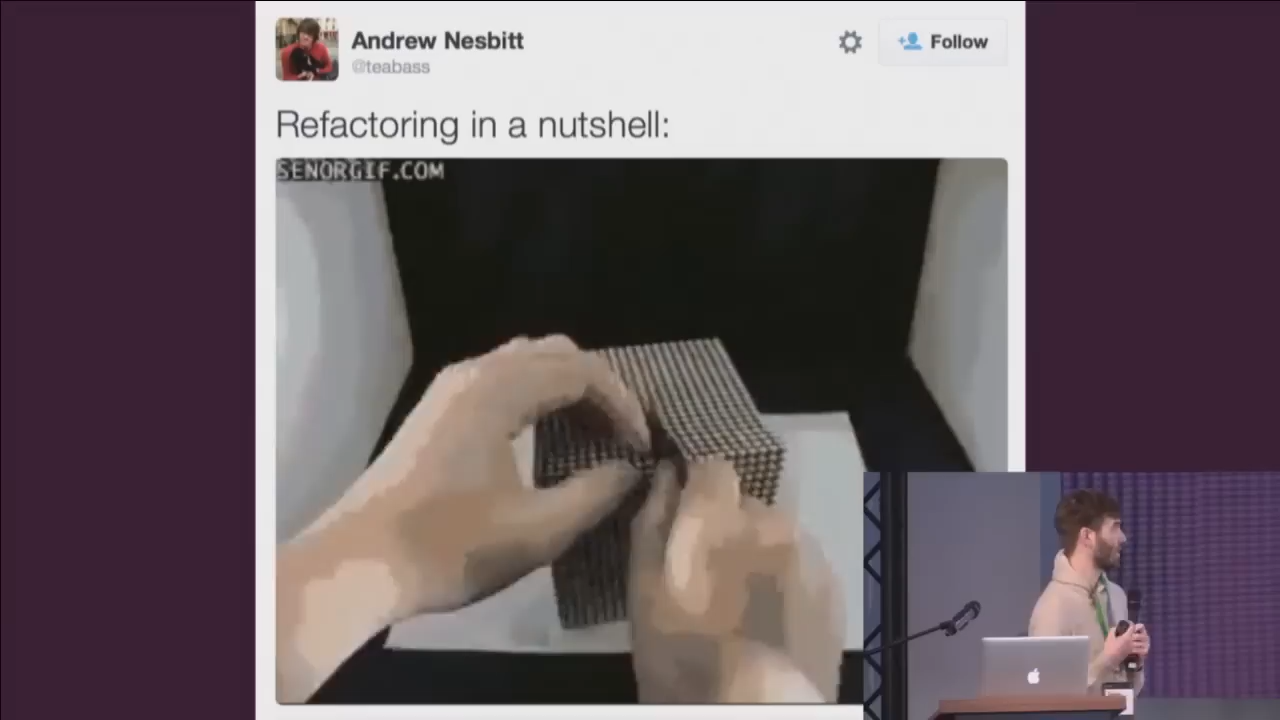 Andrew Nesbitt
@teabass
Follow
Refactoring in a nutshell:
SENORGIF.COM